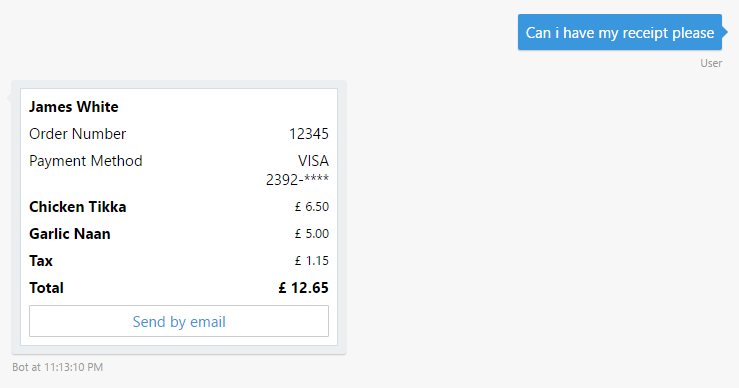 Can i have my receipt please
User
James White
Order Number 12345
Payment Method VISA
2392-****
Chicken Tikka £ 6.50
Garlic Naan £ 5.00
Tax £ 1.15
Total £ 12.65
Send by email
Bot at 11:13:10 PM